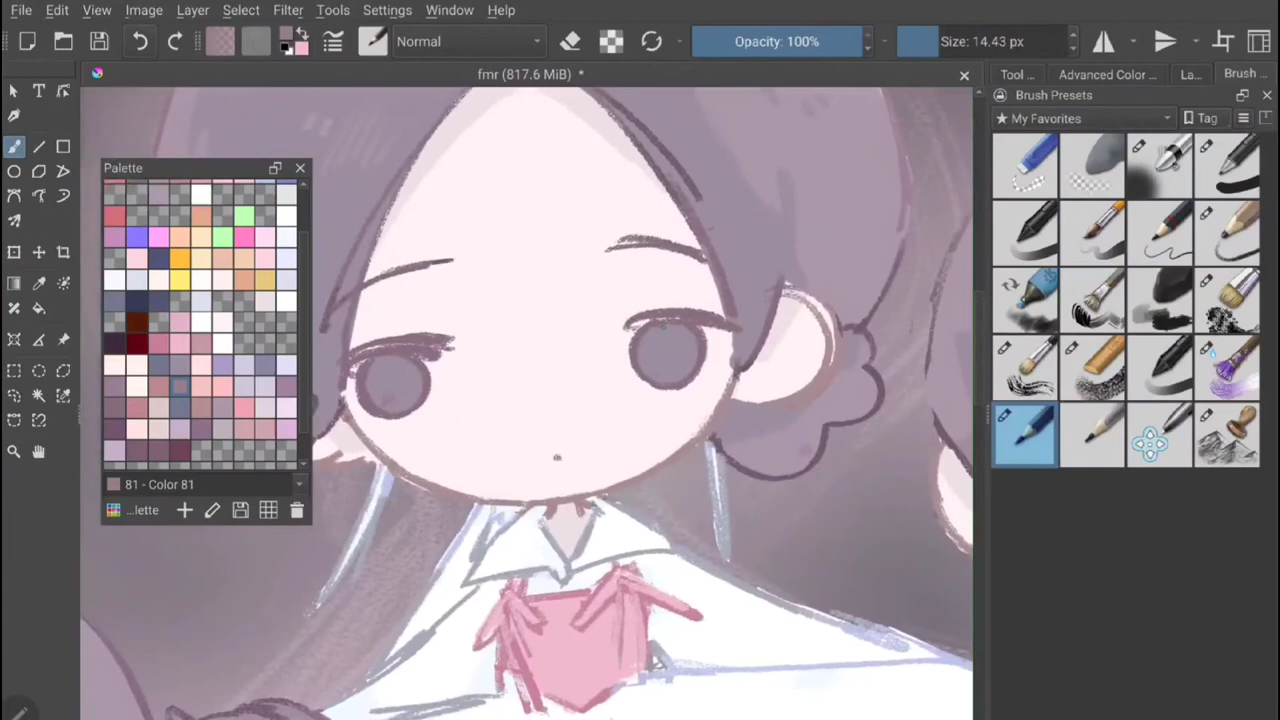 File Edit View Image Layer Select Filter Tools Settings Window Help
Normal Opacity: 100% Size: 14.43 px
fmr (817.6 MiB) *
Tool ... Advanced Color ... La... Brush ...
Brush Presets
★ My Favorites Tag
Palette
81 - Color 81
...lette